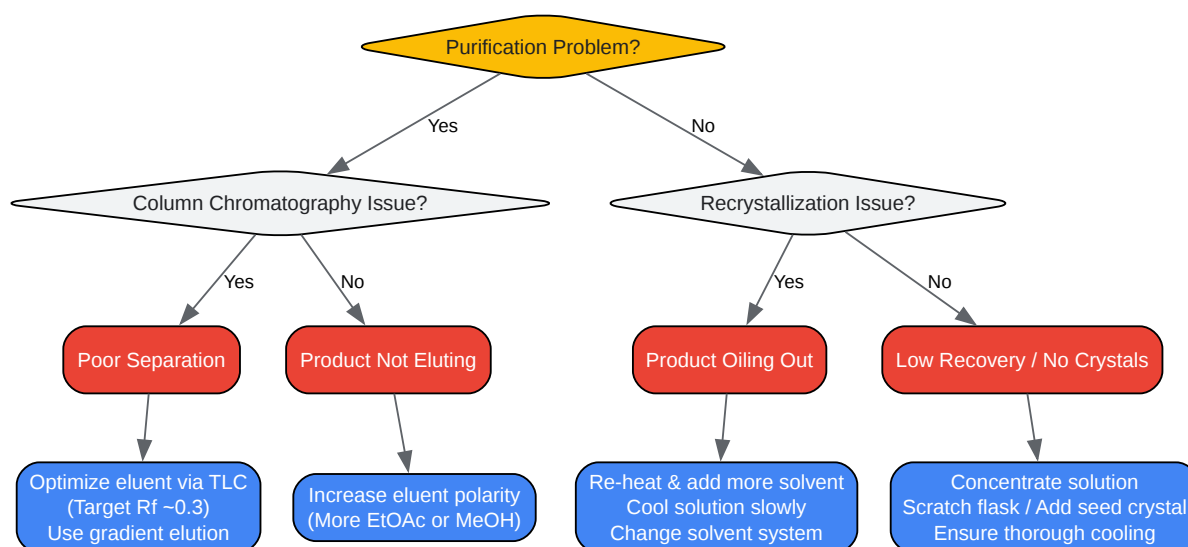 Purification Problem?
Yes
No
Column Chromatography Issue?
Recrystallization Issue?
Yes
No
Yes
No
Poor Separation
Product Not Eluting
Product Oiling Out
Low Recovery / No Crystals
Optimize eluent via TLC
(Target Rf ~0.3)
Use gradient elution
Increase eluent polarity
(More EtOAc or MeOH)
Re-heat & add more solvent
Cool solution slowly
Change solvent system
Concentrate solution
Scratch flask / Add seed crystal
Ensure thorough cooling